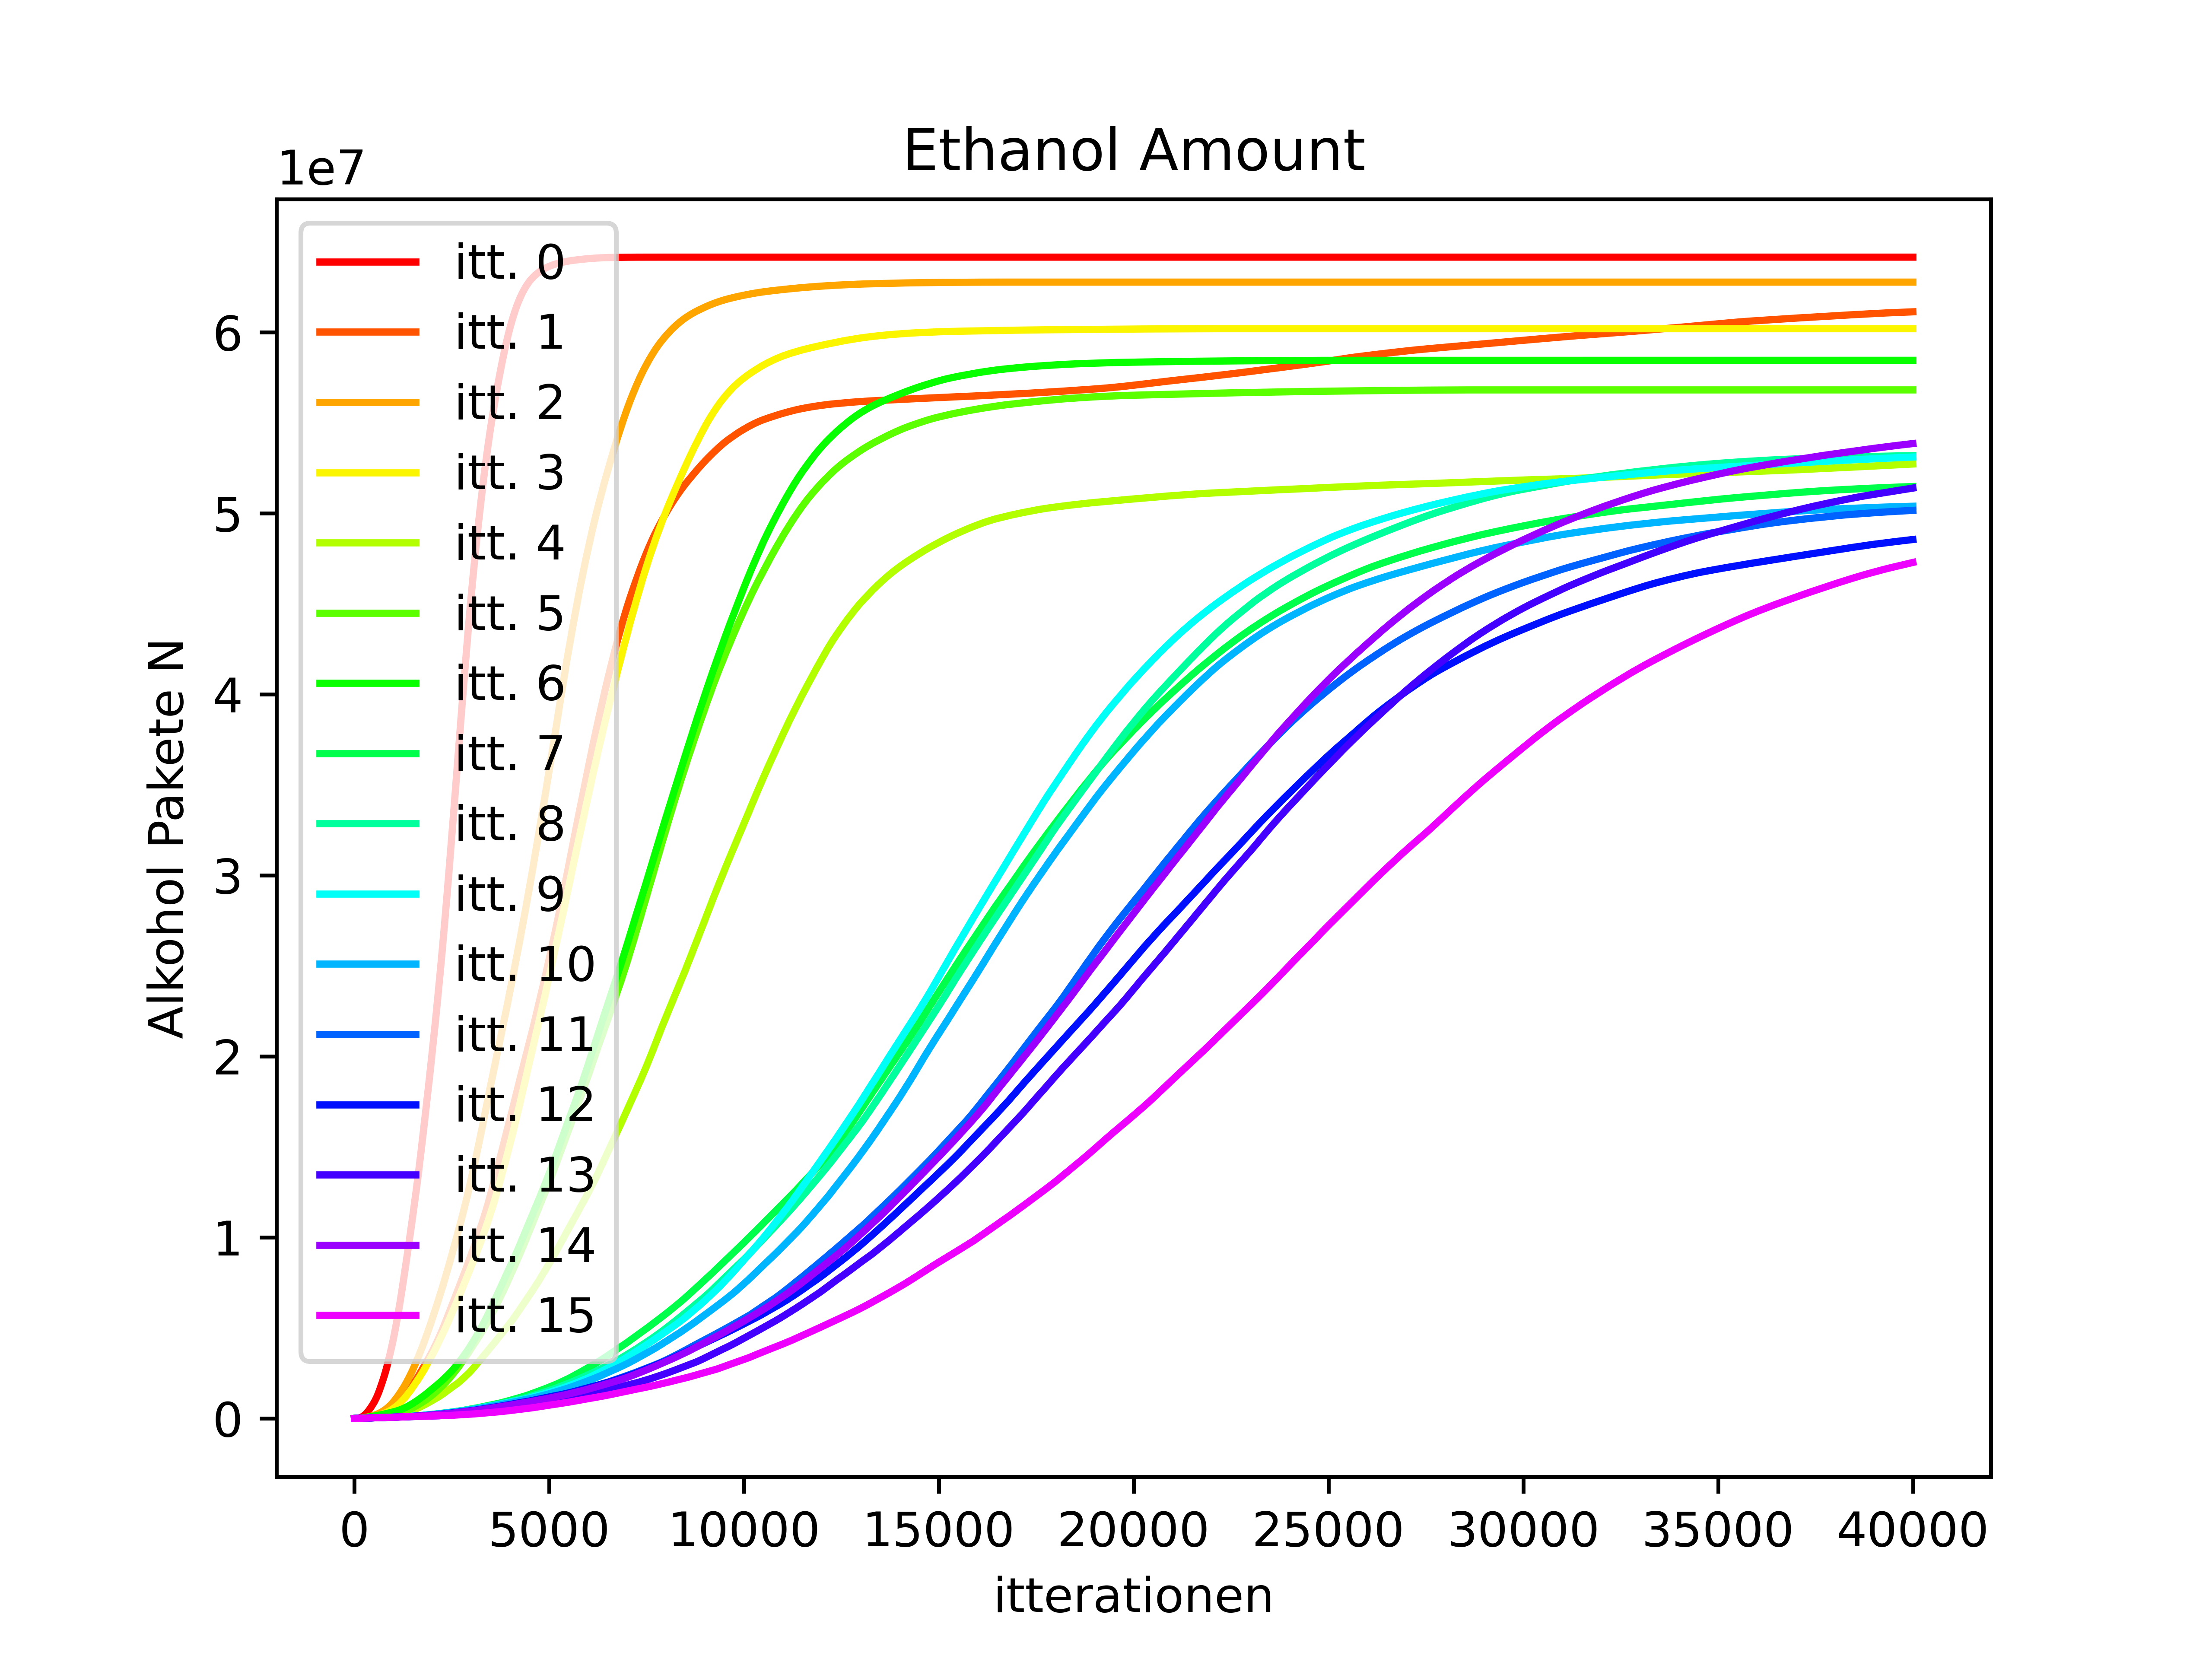 Ethanol Amount
1e7
itt. 0
itt. 1
itt. 2
itt. 3
itt. 4
itt. 5
itt. 6
itt. 7
itt. 8
itt. 9
itt. 10
itt. 11
itt. 12
itt. 13
itt. 14
itt. 15
6
5
4
3
2
1
0
Alkohol Pakete N
0 5000 10000 15000 20000 25000 30000 35000 40000
itterationen